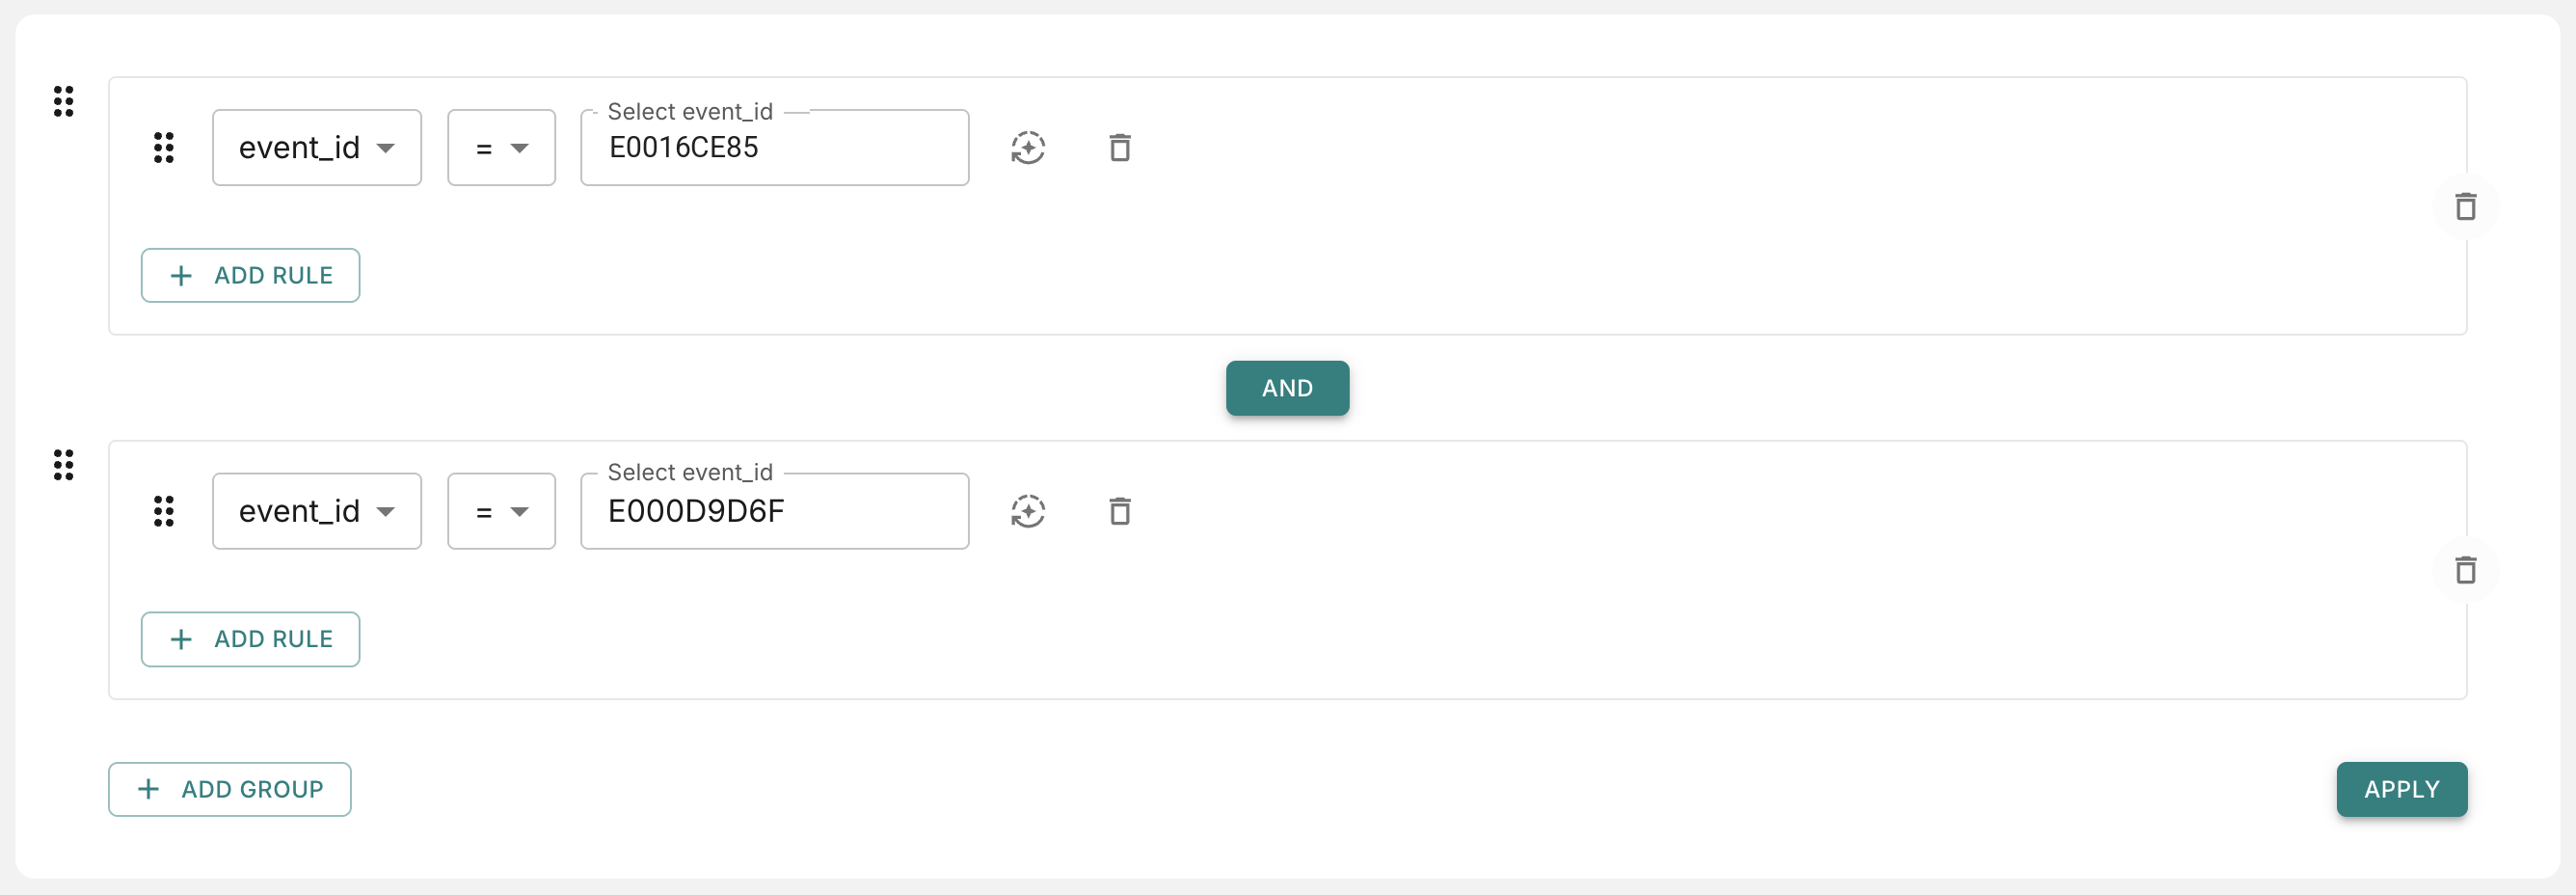 Select event_id
event_id = E0016CE85
+ ADD RULE
AND
Select event_id
event_id = E000D9D6F
+ ADD RULE
+ ADD GROUP APPLY